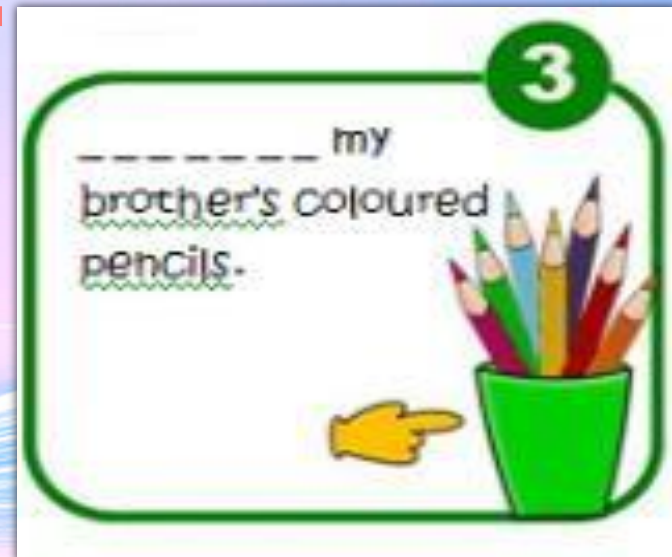 3
_ _ _ _ _ _ _ my
brother's coloured
pencils.